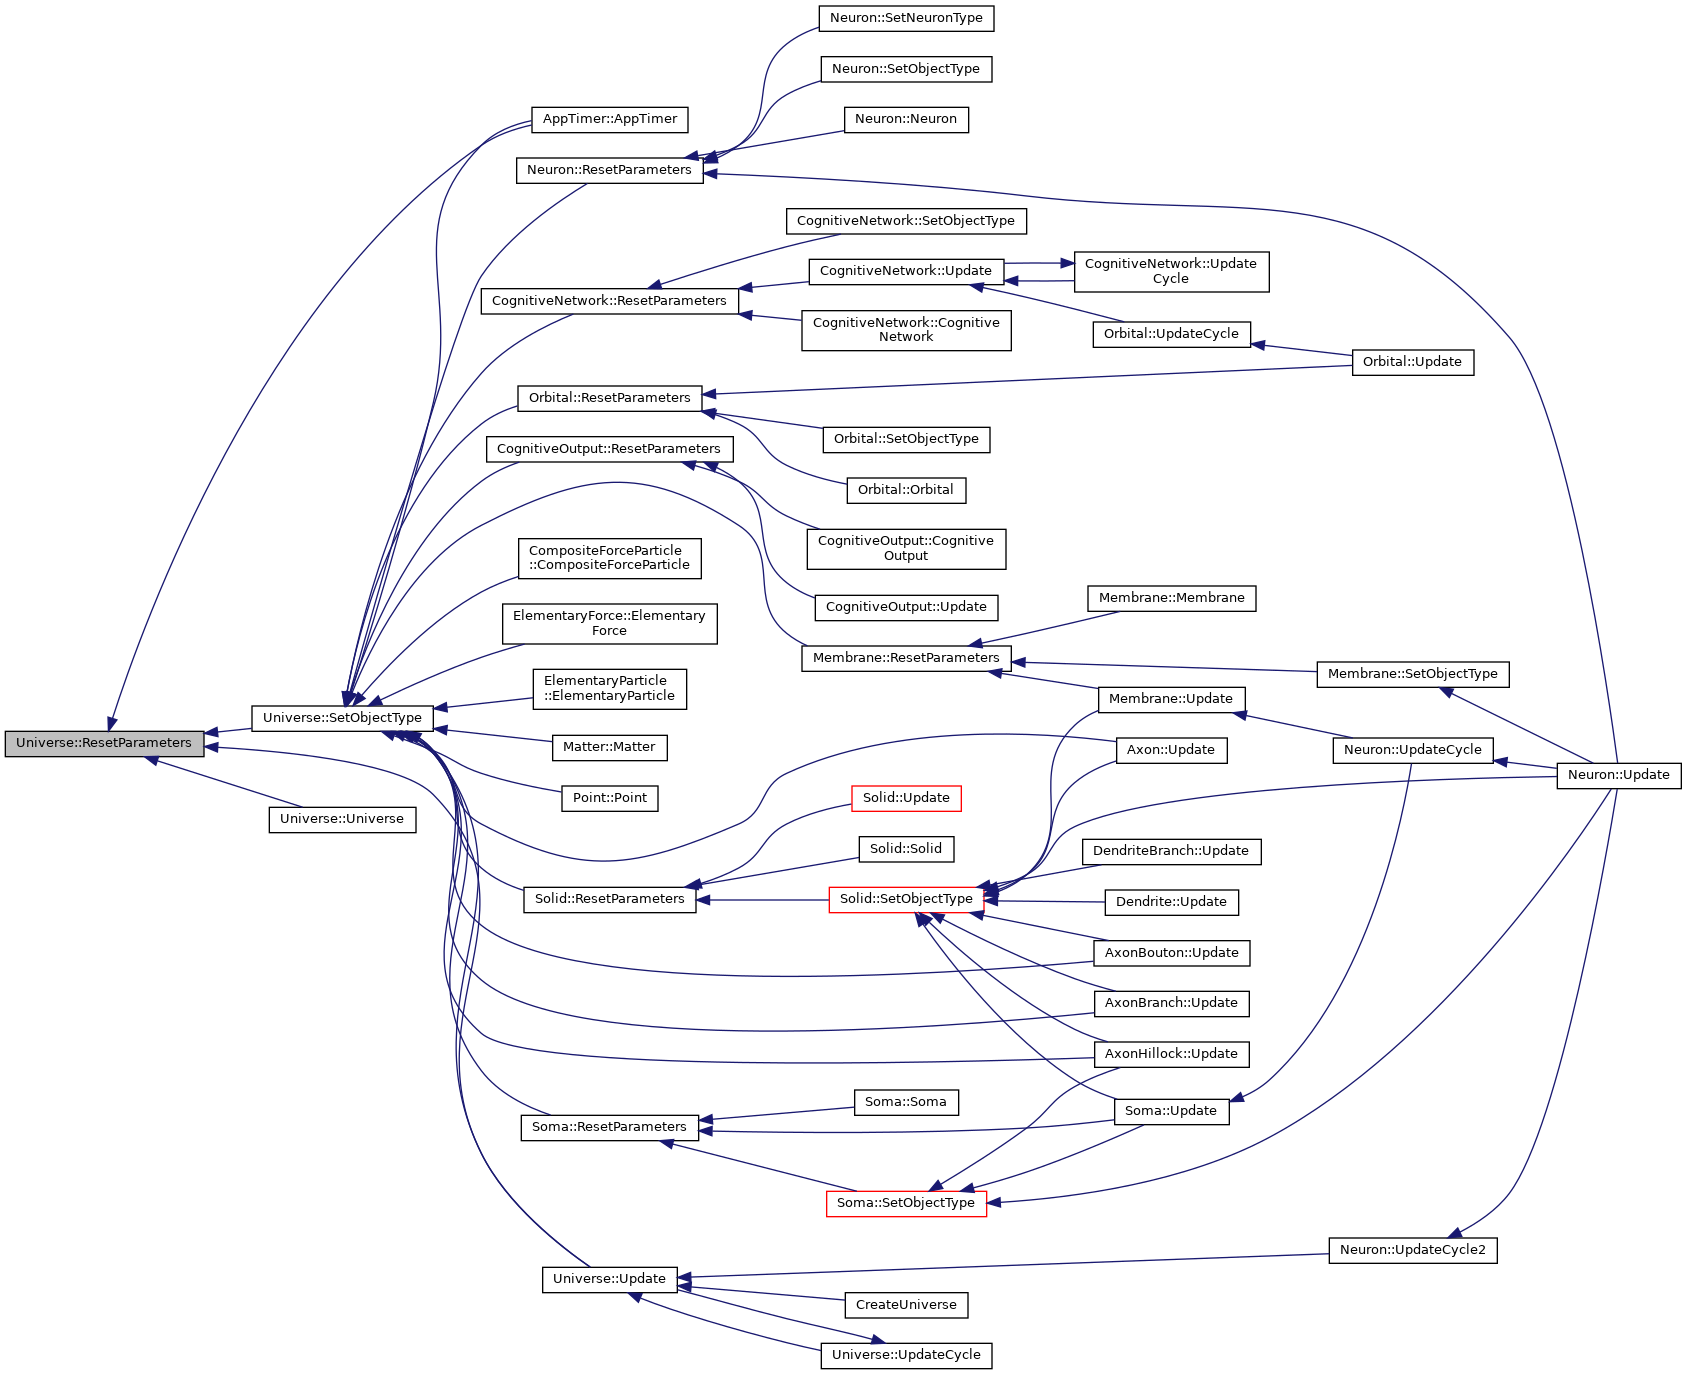 Neuron::SetNeuronType
Neuron::SetObjectType
AppTimer::AppTimer
Neuron::Neuron
Neuron::ResetParameters
CognitiveNetwork::SetObjectType
CognitiveNetwork::Update
CognitiveNetwork::Update
Cycle
CognitiveNetwork::ResetParameters
CognitiveNetwork::Cognitive
Network
Orbital::UpdateCycle
Orbital::Update
Orbital::ResetParameters
Orbital::SetObjectType
CognitiveOutput::ResetParameters
Orbital::Orbital
CognitiveOutput::Cognitive
Output
CompositeForceParticle
::CompositeForceParticle
CognitiveOutput::Update
Membrane::Membrane
ElementaryForce::Elementary
Force
Membrane::ResetParameters
Membrane::SetObjectType
ElementaryParticle
::ElementaryParticle
Membrane::Update
Universe::SetObjectType
Universe::ResetParameters
Matter::Matter
Axon::Update
Neuron::UpdateCycle
Neuron::Update
Point::Point
Solid::Update
Universe::Universe
Solid::Solid
DendriteBranch::Update
Solid::ResetParameters
Solid::SetObjectType
Dendrite::Update
AxonBouton::Update
AxonBranch::Update
AxonHillock::Update
Soma::Soma
Soma::Update
Soma::ResetParameters
Soma::SetObjectType
Neuron::UpdateCycle2
Universe::Update
CreateUniverse
Universe::UpdateCycle